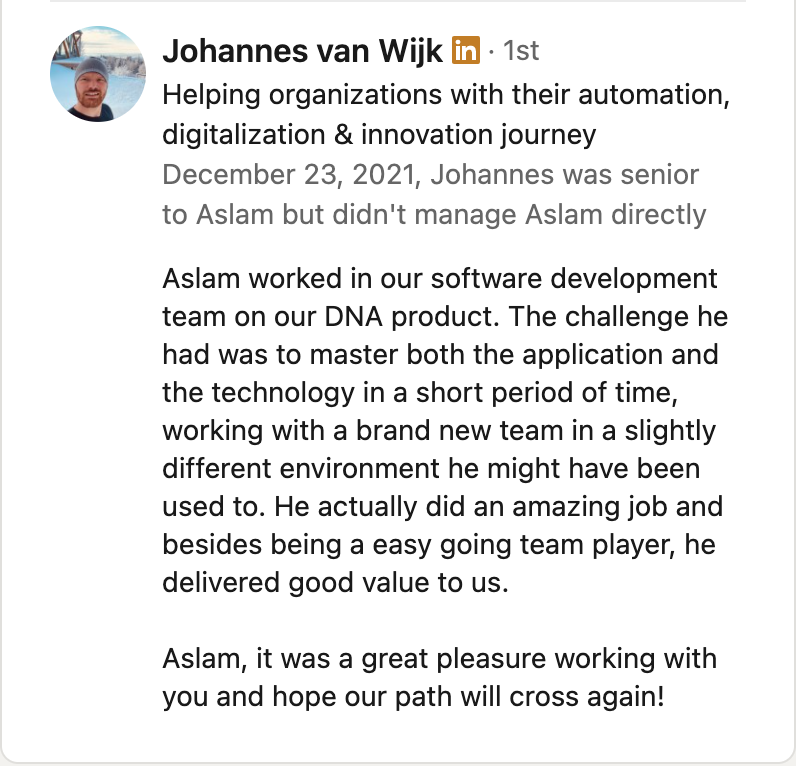 Johannes van Wijk in · 1st
Helping organizations with their automation,
digitalization & innovation journey
December 23, 2021, Johannes was senior
to Aslam but didn't manage Aslam directly
Aslam worked in our software development
team on our DNA product. The challenge he
had was to master both the application and
the technology in a short period of time,
working with a brand new team in a slightly
different environment he might have been
used to. He actually did an amazing job and
besides being a easy going team player, he
delivered good value to us.
Aslam, it was a great pleasure working with
you and hope our path will cross again!